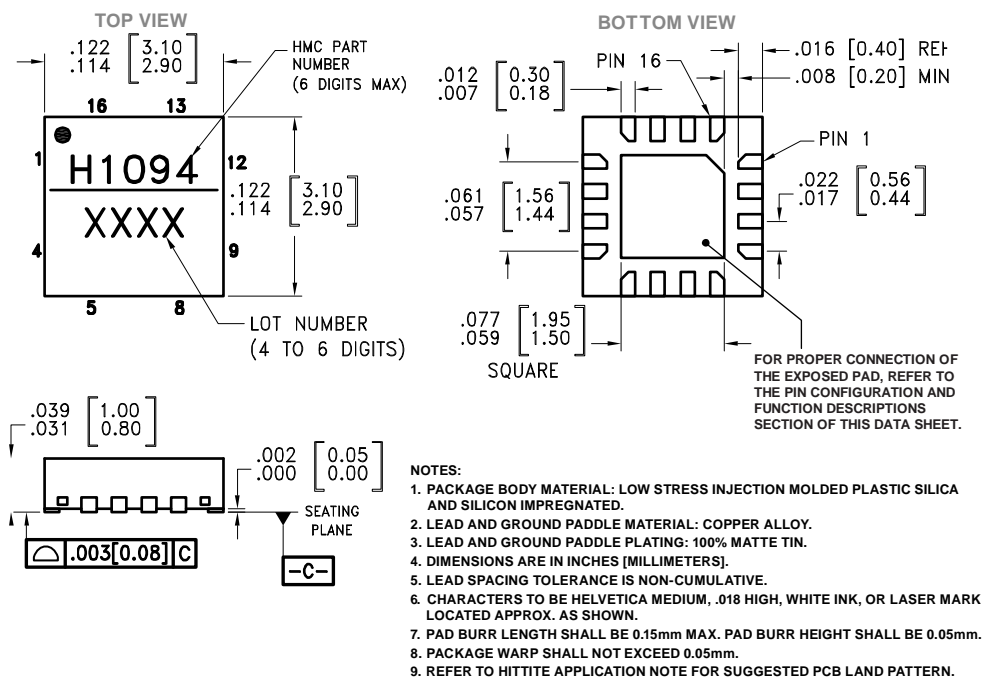 TOP VIEW
.122 [3.10]
.114 [2.90]
HMC PART
NUMBER
(6 DIGITS MAX)
16 13
1 12
H1094
XXXX
4 9
5 8
.122 [3.10]
.114 [2.90]
LOT NUMBER
(4 TO 6 DIGITS)
BOTTOM VIEW
PIN 16
.016 [0.40] REF
.008 [0.20] MIN
.012 [0.30]
.007 [0.18]
PIN 1
.061 [1.56]
.057 [1.44]
.022 [0.56]
.017 [0.44]
.077 [1.95]
.059 [1.50]
SQUARE
FOR PROPER CONNECTION OF
THE EXPOSED PAD, REFER TO
THE PIN CONFIGURATION AND
FUNCTION DESCRIPTIONS
SECTION OF THIS DATA SHEET.
.039 [1.00]
.031 [0.80]
.002 [0.05]
.000 [0.00]
SEATING
PLANE
.003[0.08] C
-C-
NOTES:
1. PACKAGE BODY MATERIAL: LOW STRESS INJECTION MOLDED PLASTIC SILICA
AND SILICON IMPREGNATED.
2. LEAD AND GROUND PADDLE MATERIAL: COPPER ALLOY.
3. LEAD AND GROUND PADDLE PLATING: 100% MATTE TIN.
4. DIMENSIONS ARE IN INCHES [MILLIMETERS].
5. LEAD SPACING TOLERANCE IS NON-CUMULATIVE.
6. CHARACTERS TO BE HELVETICA MEDIUM, .018 HIGH, WHITE INK, OR LASER MARK
LOCATED APPROX. AS SHOWN.
7. PAD BURR LENGTH SHALL BE 0.15mm MAX. PAD BURR HEIGHT SHALL BE 0.05mm.
8. PACKAGE WARP SHALL NOT EXCEED 0.05mm.
9. REFER TO HITTITE APPLICATION NOTE FOR SUGGESTED PCB LAND PATTERN.